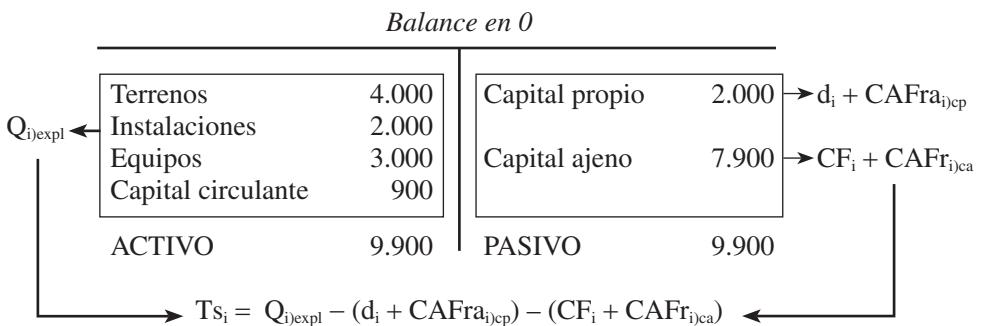 Balance en 0
Terrenos 4.000 Capital propio 2.000 d_i + CAFra_i)cp
Q_i)expl Instalaciones 2.000
Equipos 3.000 Capital ajeno 7.900 CF_i + CAFr_i)ca
Capital circulante 900
ACTIVO 9.900 PASIVO 9.900
Ts_i = Q_i)expl – (d_i + CAFra_i)cp) – (CF_i + CAFr_i)ca)